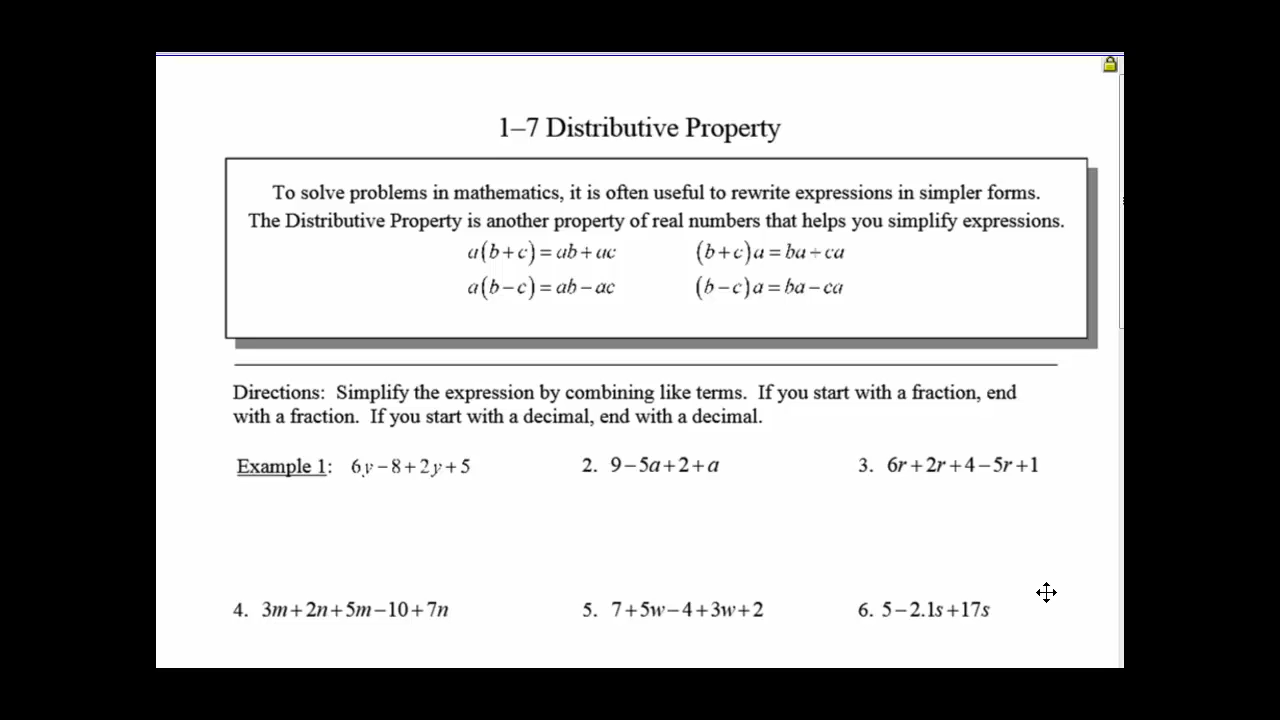 1–7 Distributive Property
To solve problems in mathematics, it is often useful to rewrite expressions in simpler forms.
The Distributive Property is another property of real numbers that helps you simplify expressions.
a(b+c)=ab+ac (b+c)a=ba÷ca
a(b−c)=ab−ac (b−c)a=ba−ca
Directions: Simplify the expression by combining like terms. If you start with a fraction, end
with a fraction. If you start with a decimal, end with a decimal.
Example 1: 6y−8+2y+5 2. 9−5a+2+a 3. 6r+2r+4−5r+1
4. 3m+2n+5m−10+7n 5. 7+5w−4+3w+2 6. 5−2.1s+17s